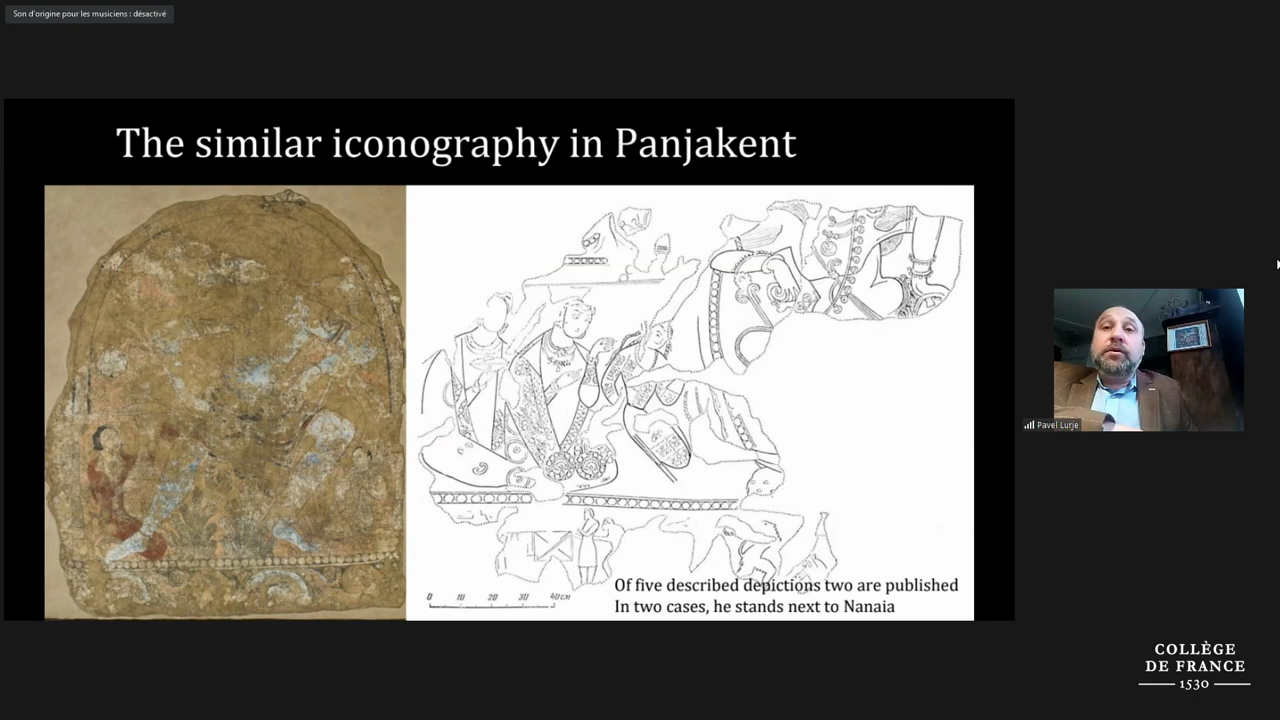 Son d'origine pour les musiciens : désactivé
The similar iconography in Panjakent
0 10 20 30 40см
Of five described depictions two are published
In two cases, he stands next to Nanaia
Pavel Lurje
COLLÈGE
DE FRANCE
1530